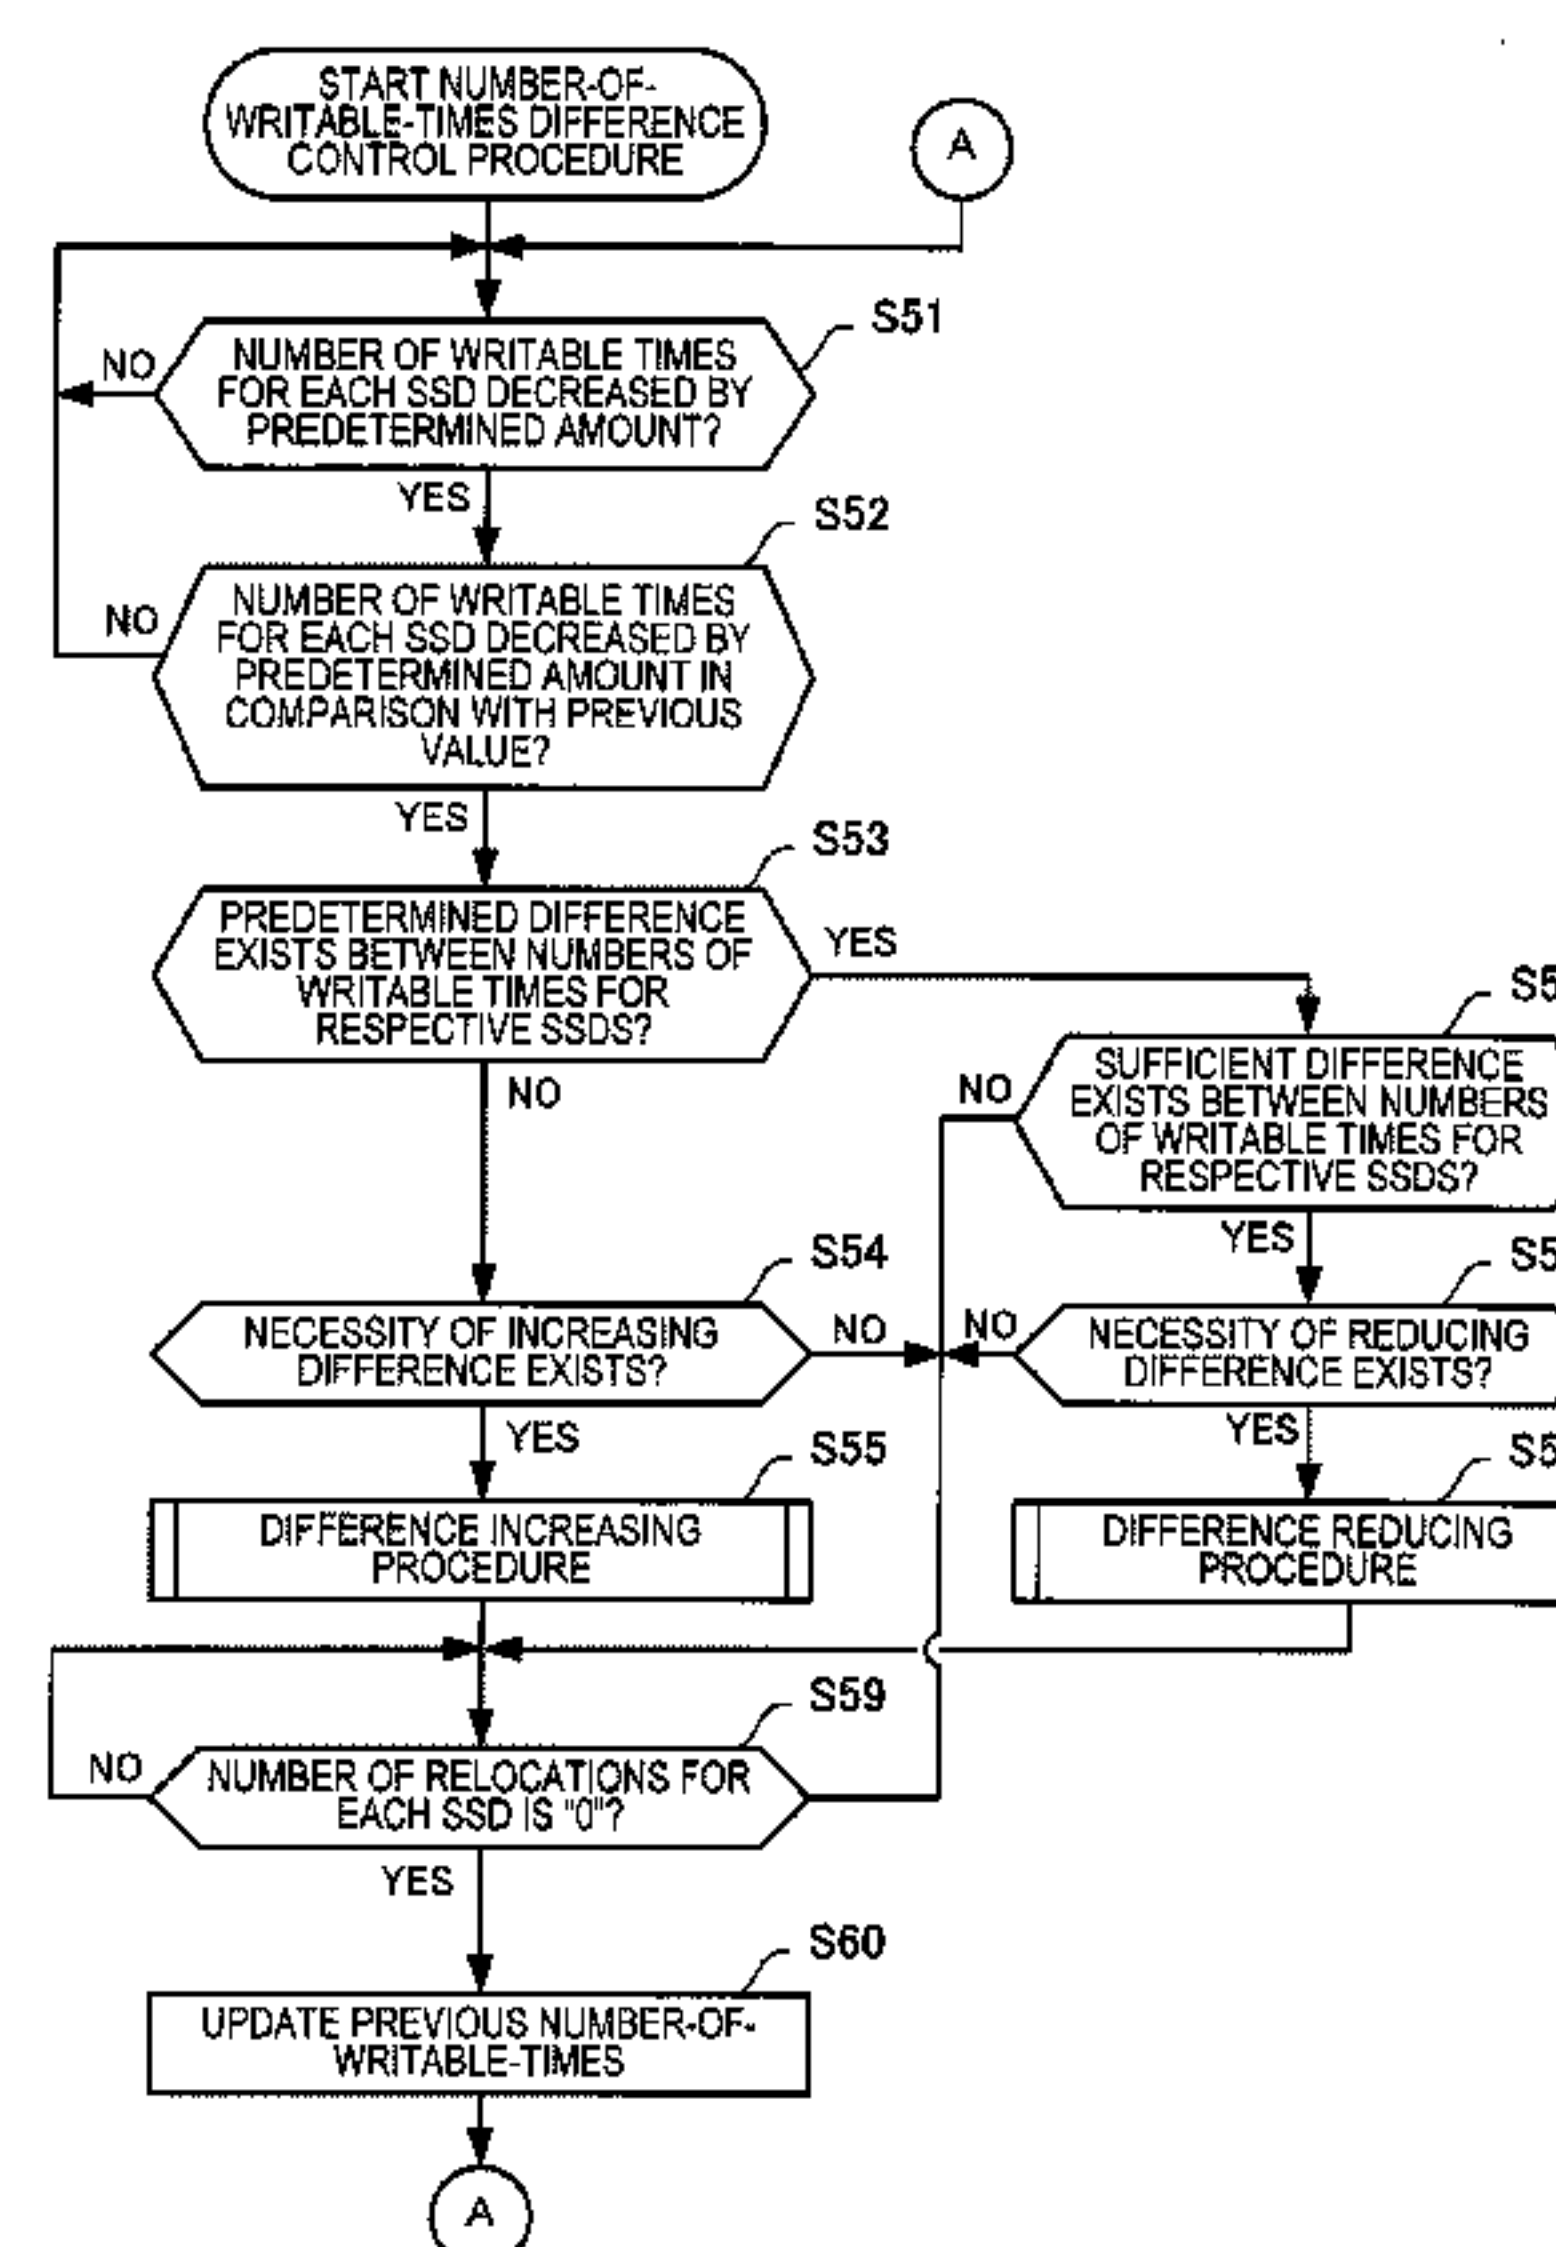 START NUMBER-OF-
WRITABLE-TIMES DIFFERENCE
CONTROL PROCEDURE
A
S51
NUMBER OF WRITABLE TIMES
FOR EACH SSD DECREASED BY
PREDETERMINED AMOUNT?
NO
YES
S52
NUMBER OF WRITABLE TIMES
FOR EACH SSD DECREASED BY
PREDETERMINED AMOUNT IN
COMPARISON WITH PREVIOUS
VALUE?
NO
YES
S53
PREDETERMINED DIFFERENCE
EXISTS BETWEEN NUMBERS OF
WRITABLE TIMES FOR
RESPECTIVE SSDS?
YES
NO
SUFFICIENT DIFFERENCE
EXISTS BETWEEN NUMBERS
OF WRITABLE TIMES FOR
RESPECTIVE SSDS?
NO
YES
S54
NECESSITY OF INCREASING
DIFFERENCE EXISTS?
NO
YES
NECESSITY OF REDUCING
DIFFERENCE EXISTS?
NO
YES
S55
DIFFERENCE INCREASING
PROCEDURE
DIFFERENCE REDUCING
PROCEDURE
S59
NUMBER OF RELOCATIONS FOR
EACH SSD IS "0"?
NO
YES
S60
UPDATE PREVIOUS NUMBER-OF-
WRITABLE-TIMES
A